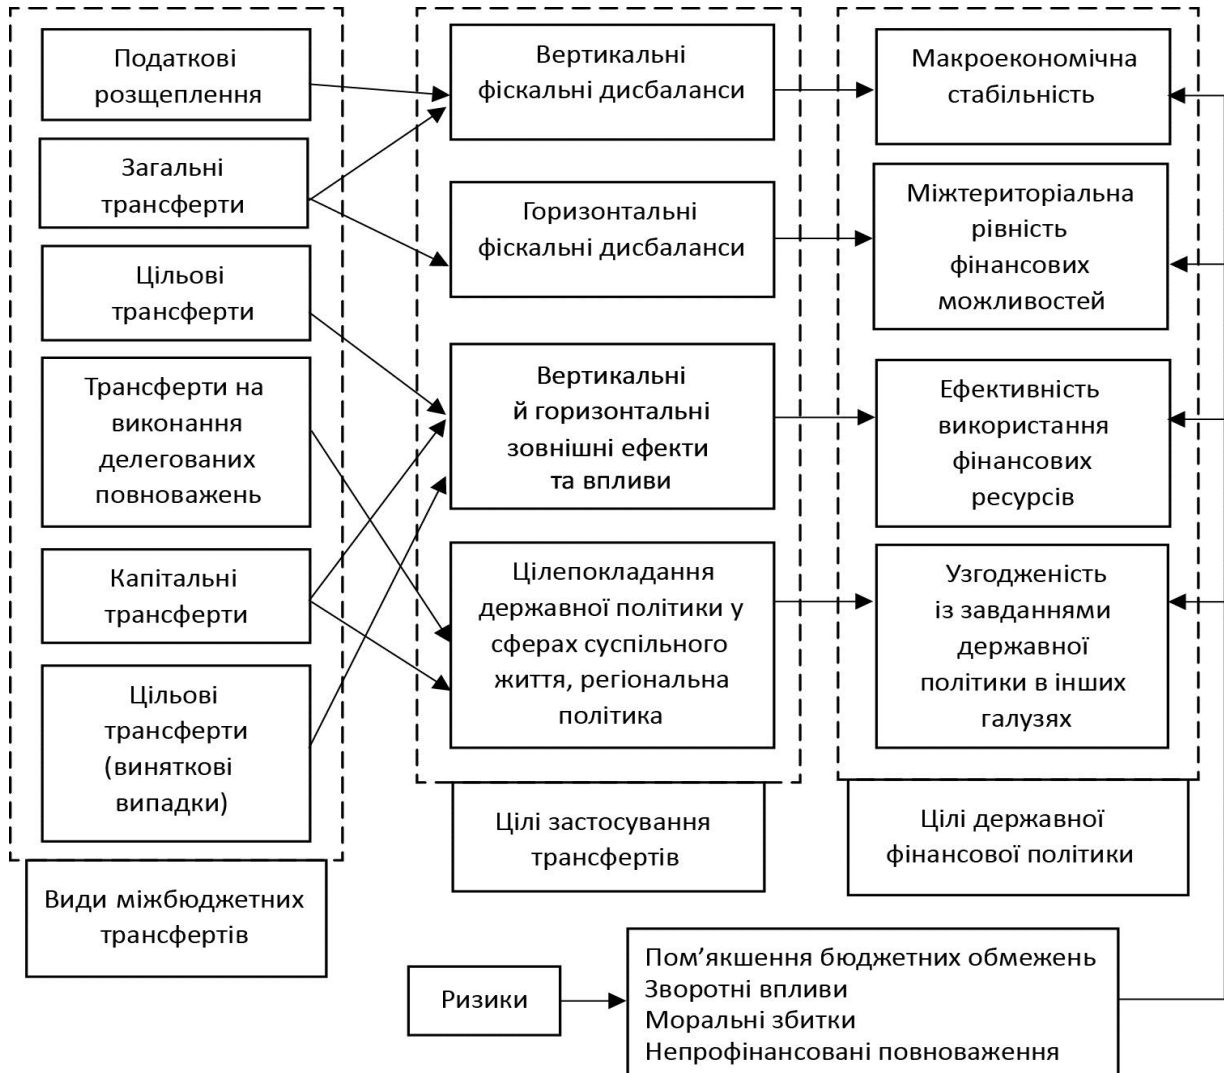 Податкові
розщеплення
Загальні
трансферти
Цільові
трансферти
Трансферти на
виконання
делегованих
повноважень
Капітальні
трансферти
Цільові
трансферти
(виняткові
випадки)
Види міжбюджетних
трансфертів
Вертикальні
фіскальні дисбаланси
Горизонтальні
фіскальні дисбаланси
Вертикальні
й горизонтальні
зовнішні ефекти
та впливи
Цілепокладання
державної політики у
сферах суспільного
життя, регіональна
політика
Цілі застосування
трансфертів
Макроекономічна
стабільність
Міжтериторіальна
рівність
фінансових
можливостей
Ефективність
використання
фінансових
ресурсів
Узгодженість
із завданнями
державної
політики в інших
галузях
Цілі державної
фінансової політики
Ризики
Пом’якшення бюджетних обмежень
Зворотні впливи
Моральні збитки
Непрофінансовані повноваження